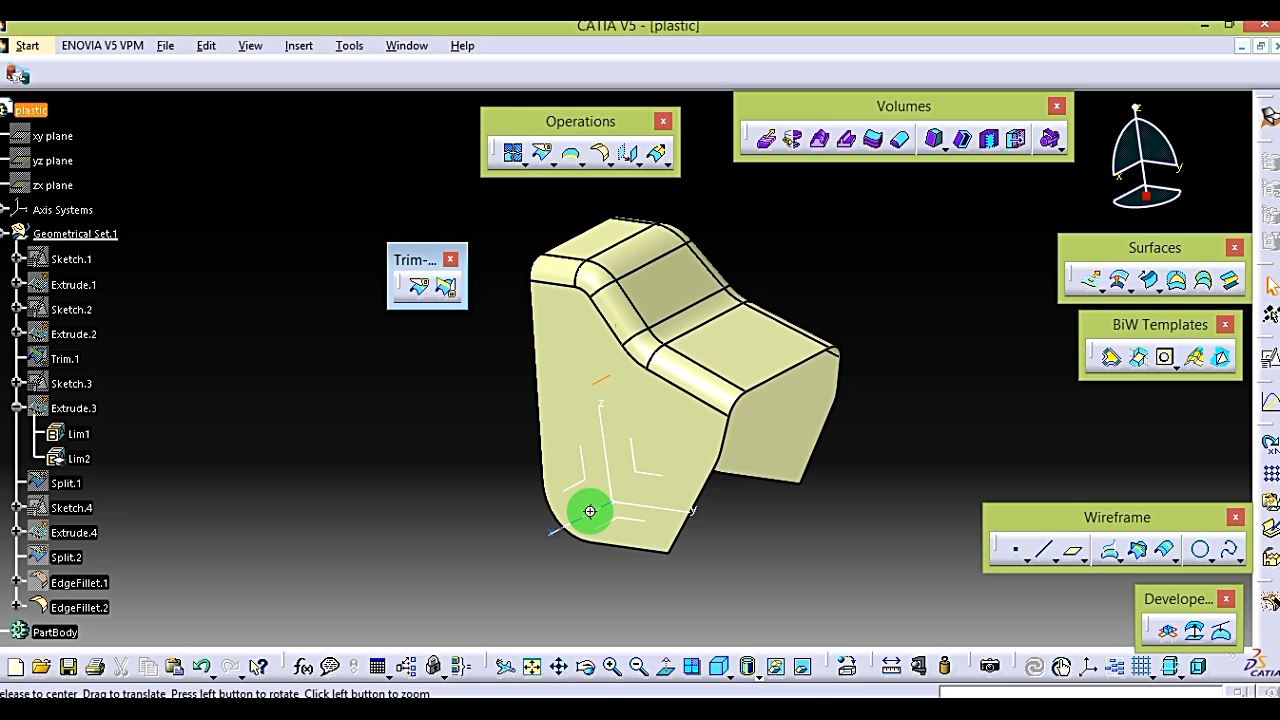 CATIA V5 - [plastic]
Start ENOVIA V5 VPM File Edit View Insert Tools Window Help
plastic
xy plane
yz plane
zx plane
Axis Systems
Geometrical Set.1
Sketch.1
Extrude.1
Sketch.2
Extrude.2
Trim.1
Sketch.3
Extrude.3
Lim1
Lim2
Split.1
Sketch.4
Extrude.4
Split.2
EdgeFillet.1
EdgeFillet.2
PartBody
Operations
Volumes
Trim-...
Surfaces
BiW Templates
Wireframe
Develope...
z
x
y
z
y
x
f(x)
CATIA
elease to center, Drag to translate, Press left button to rotate, Click left button to zoom